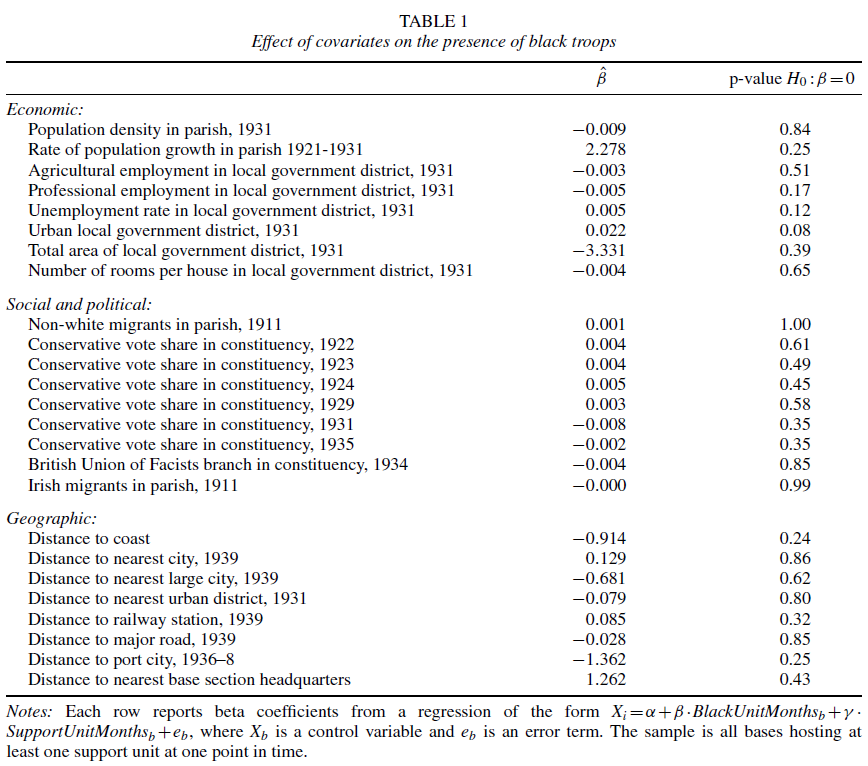 TABLE 1
Effect of covariates on the presence of black troops
β̂ p-value H₀ : β = 0
Economic:
Population density in parish, 1931 −0.009 0.84
Rate of population growth in parish 1921-1931 2.278 0.25
Agricultural employment in local government district, 1931 −0.003 0.51
Professional employment in local government district, 1931 −0.005 0.17
Unemployment rate in local government district, 1931 0.005 0.12
Urban local government district, 1931 0.022 0.08
Total area of local government district, 1931 −3.331 0.39
Number of rooms per house in local government district, 1931 −0.004 0.65
Social and political:
Non-white migrants in parish, 1911 0.001 1.00
Conservative vote share in constituency, 1922 0.004 0.61
Conservative vote share in constituency, 1923 0.004 0.49
Conservative vote share in constituency, 1924 0.005 0.45
Conservative vote share in constituency, 1929 0.003 0.58
Conservative vote share in constituency, 1931 −0.008 0.35
Conservative vote share in constituency, 1935 −0.002 0.35
British Union of Facists branch in constituency, 1934 −0.004 0.85
Irish migrants in parish, 1911 −0.000 0.99
Geographic:
Distance to coast −0.914 0.24
Distance to nearest city, 1939 0.129 0.86
Distance to nearest large city, 1939 −0.681 0.62
Distance to nearest urban district, 1931 −0.079 0.80
Distance to railway station, 1939 0.085 0.32
Distance to major road, 1939 −0.028 0.85
Distance to port city, 1936–8 −1.362 0.25
Distance to nearest base section headquarters 1.262 0.43
Notes: Each row reports beta coefficients from a regression of the form Xᵢ = α + β · BlackUnitMonths_b + γ ·
SupportUnitMonths_b + e_b, where X_b is a control variable and e_b is an error term. The sample is all bases hosting at
least one support unit at one point in time.